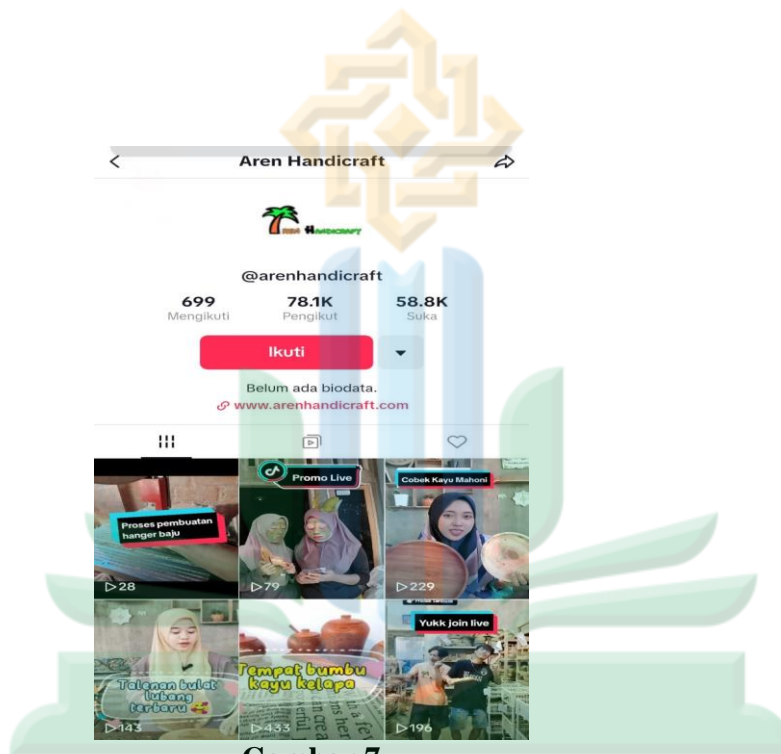 Aren Handicraft
Aren Handicraft
@arenhandicraft
699 78.1K 58.8K
Mengikuti Pengikut Suka
Ikuti
Belum ada biodata.
www.arenhandicraft.com
Proses pembuatan
hanger baju
28
Promo Live
79
Cobek Kayu Mahoni
229
Talenan bulat
lubang
terbaru
143
Tempat bumbu
kayu kelapa
433
Yukk join live
196
Gambar 7